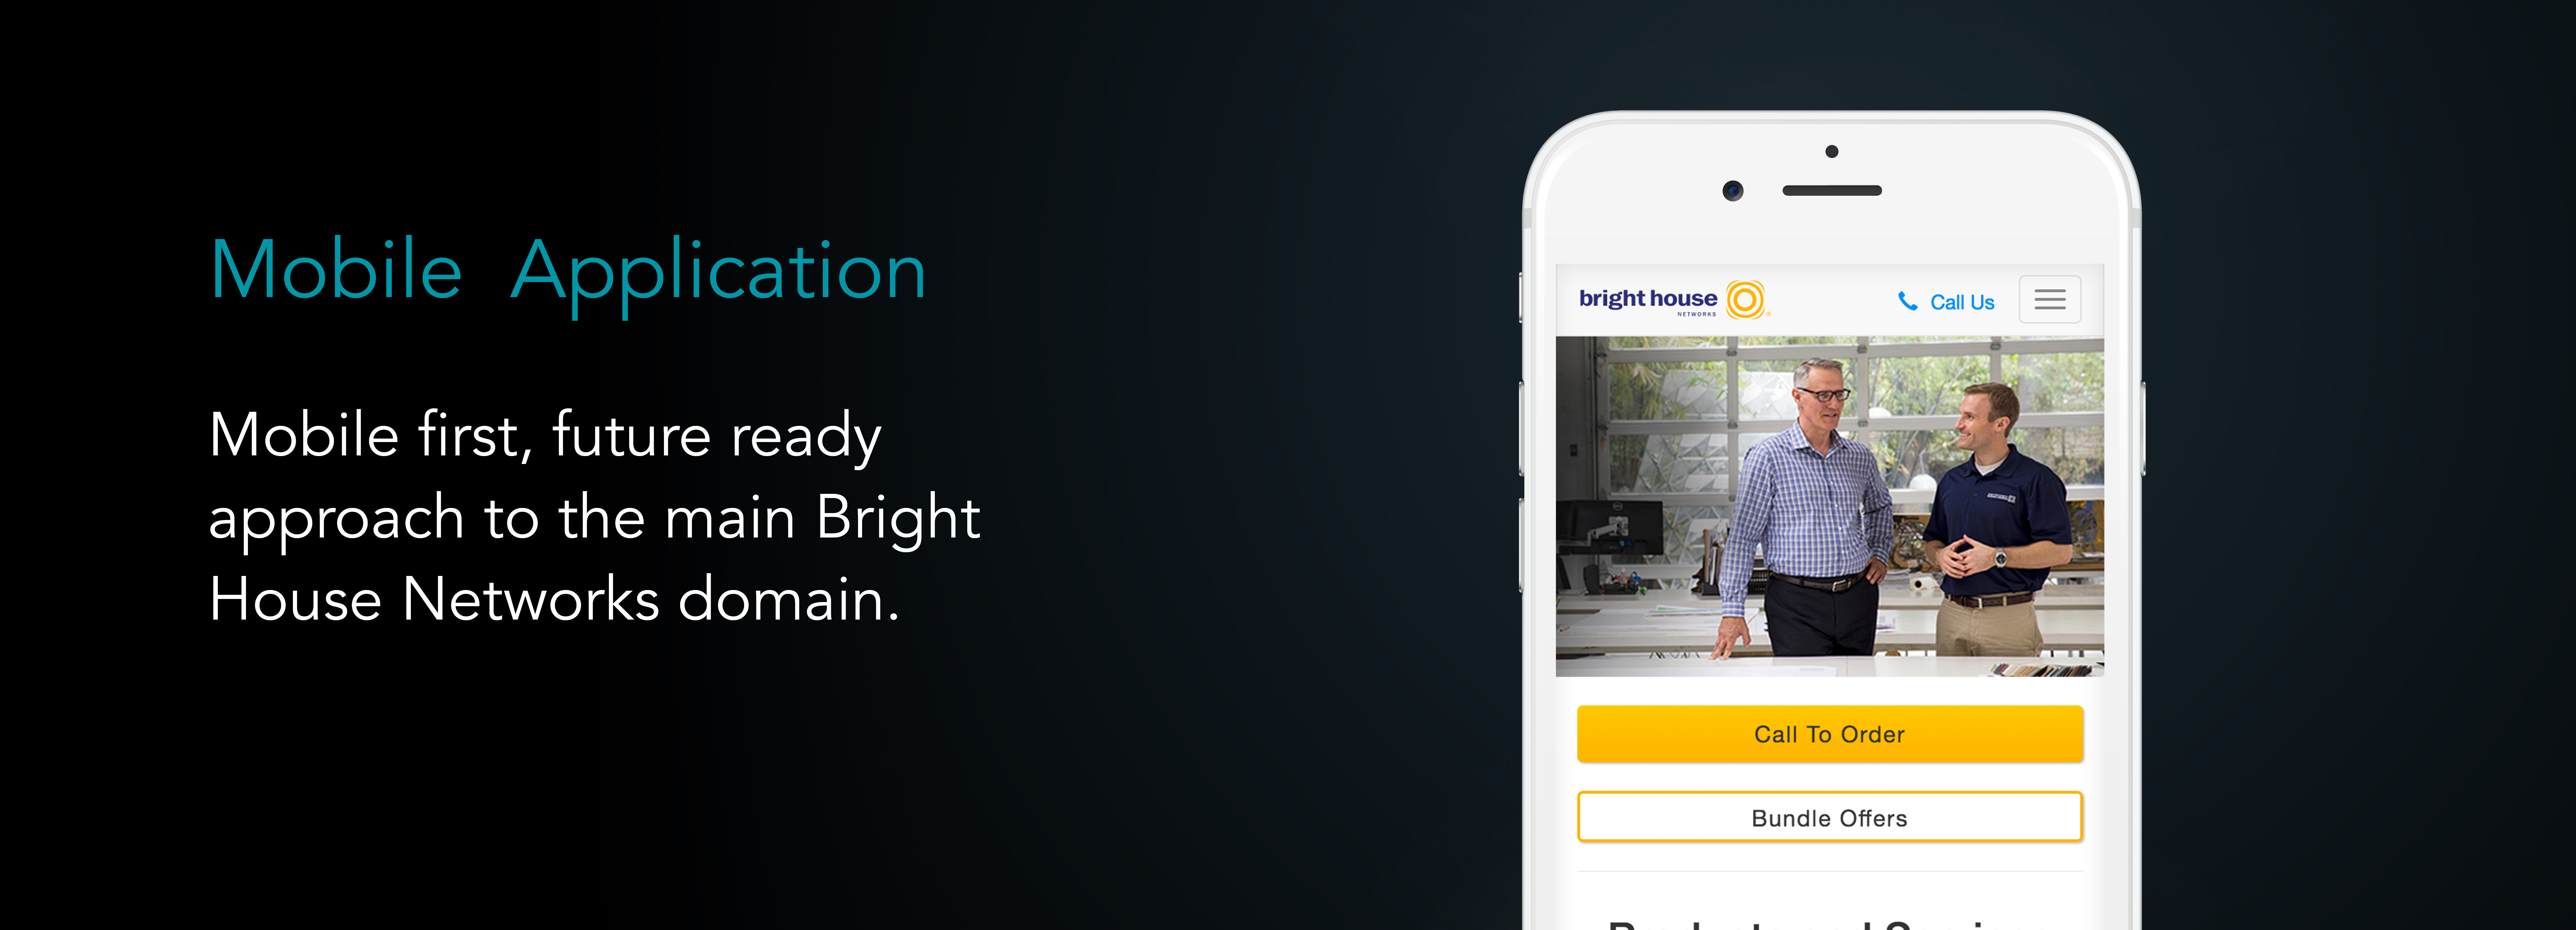 Mobile Application
Mobile first, future ready
approach to the main Bright
House Networks domain.
bright house
NETWORKS
Call Us
Call To Order
Bundle Offers